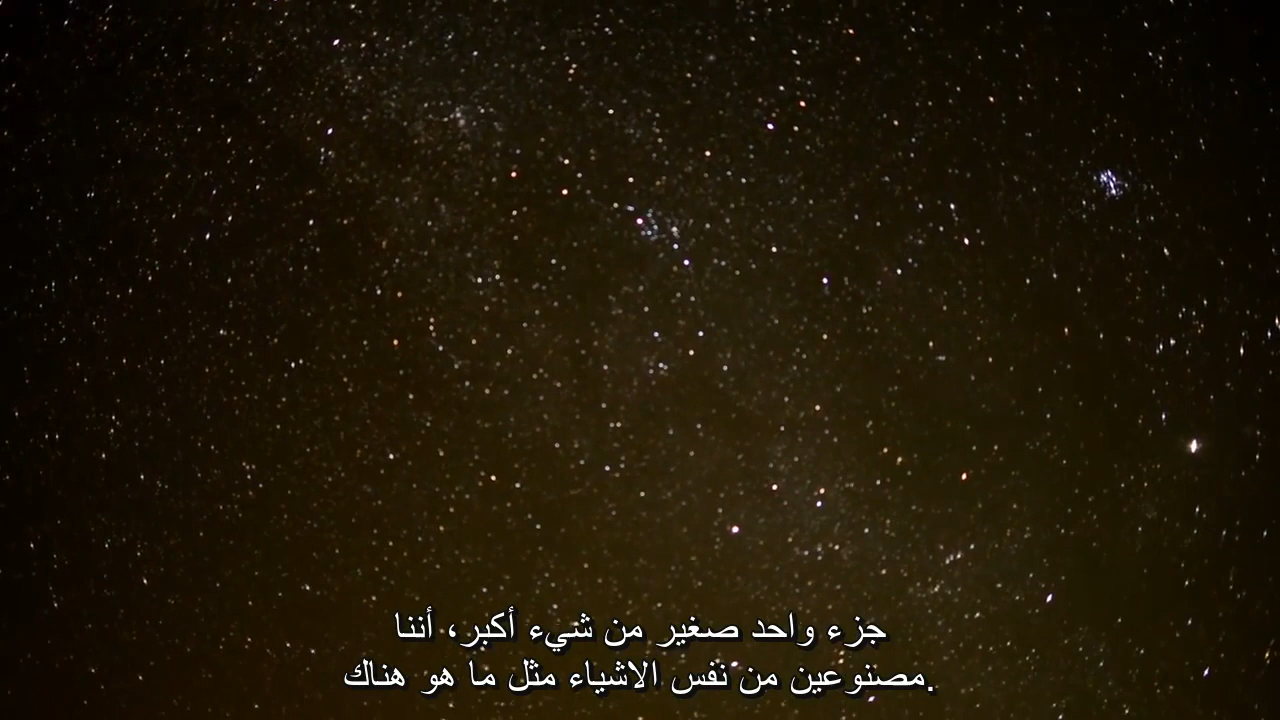 جزء واحد صغير من شيء أكبر، أننا
مصنوعين من نفس الاشياء مثل ما هو هناك.